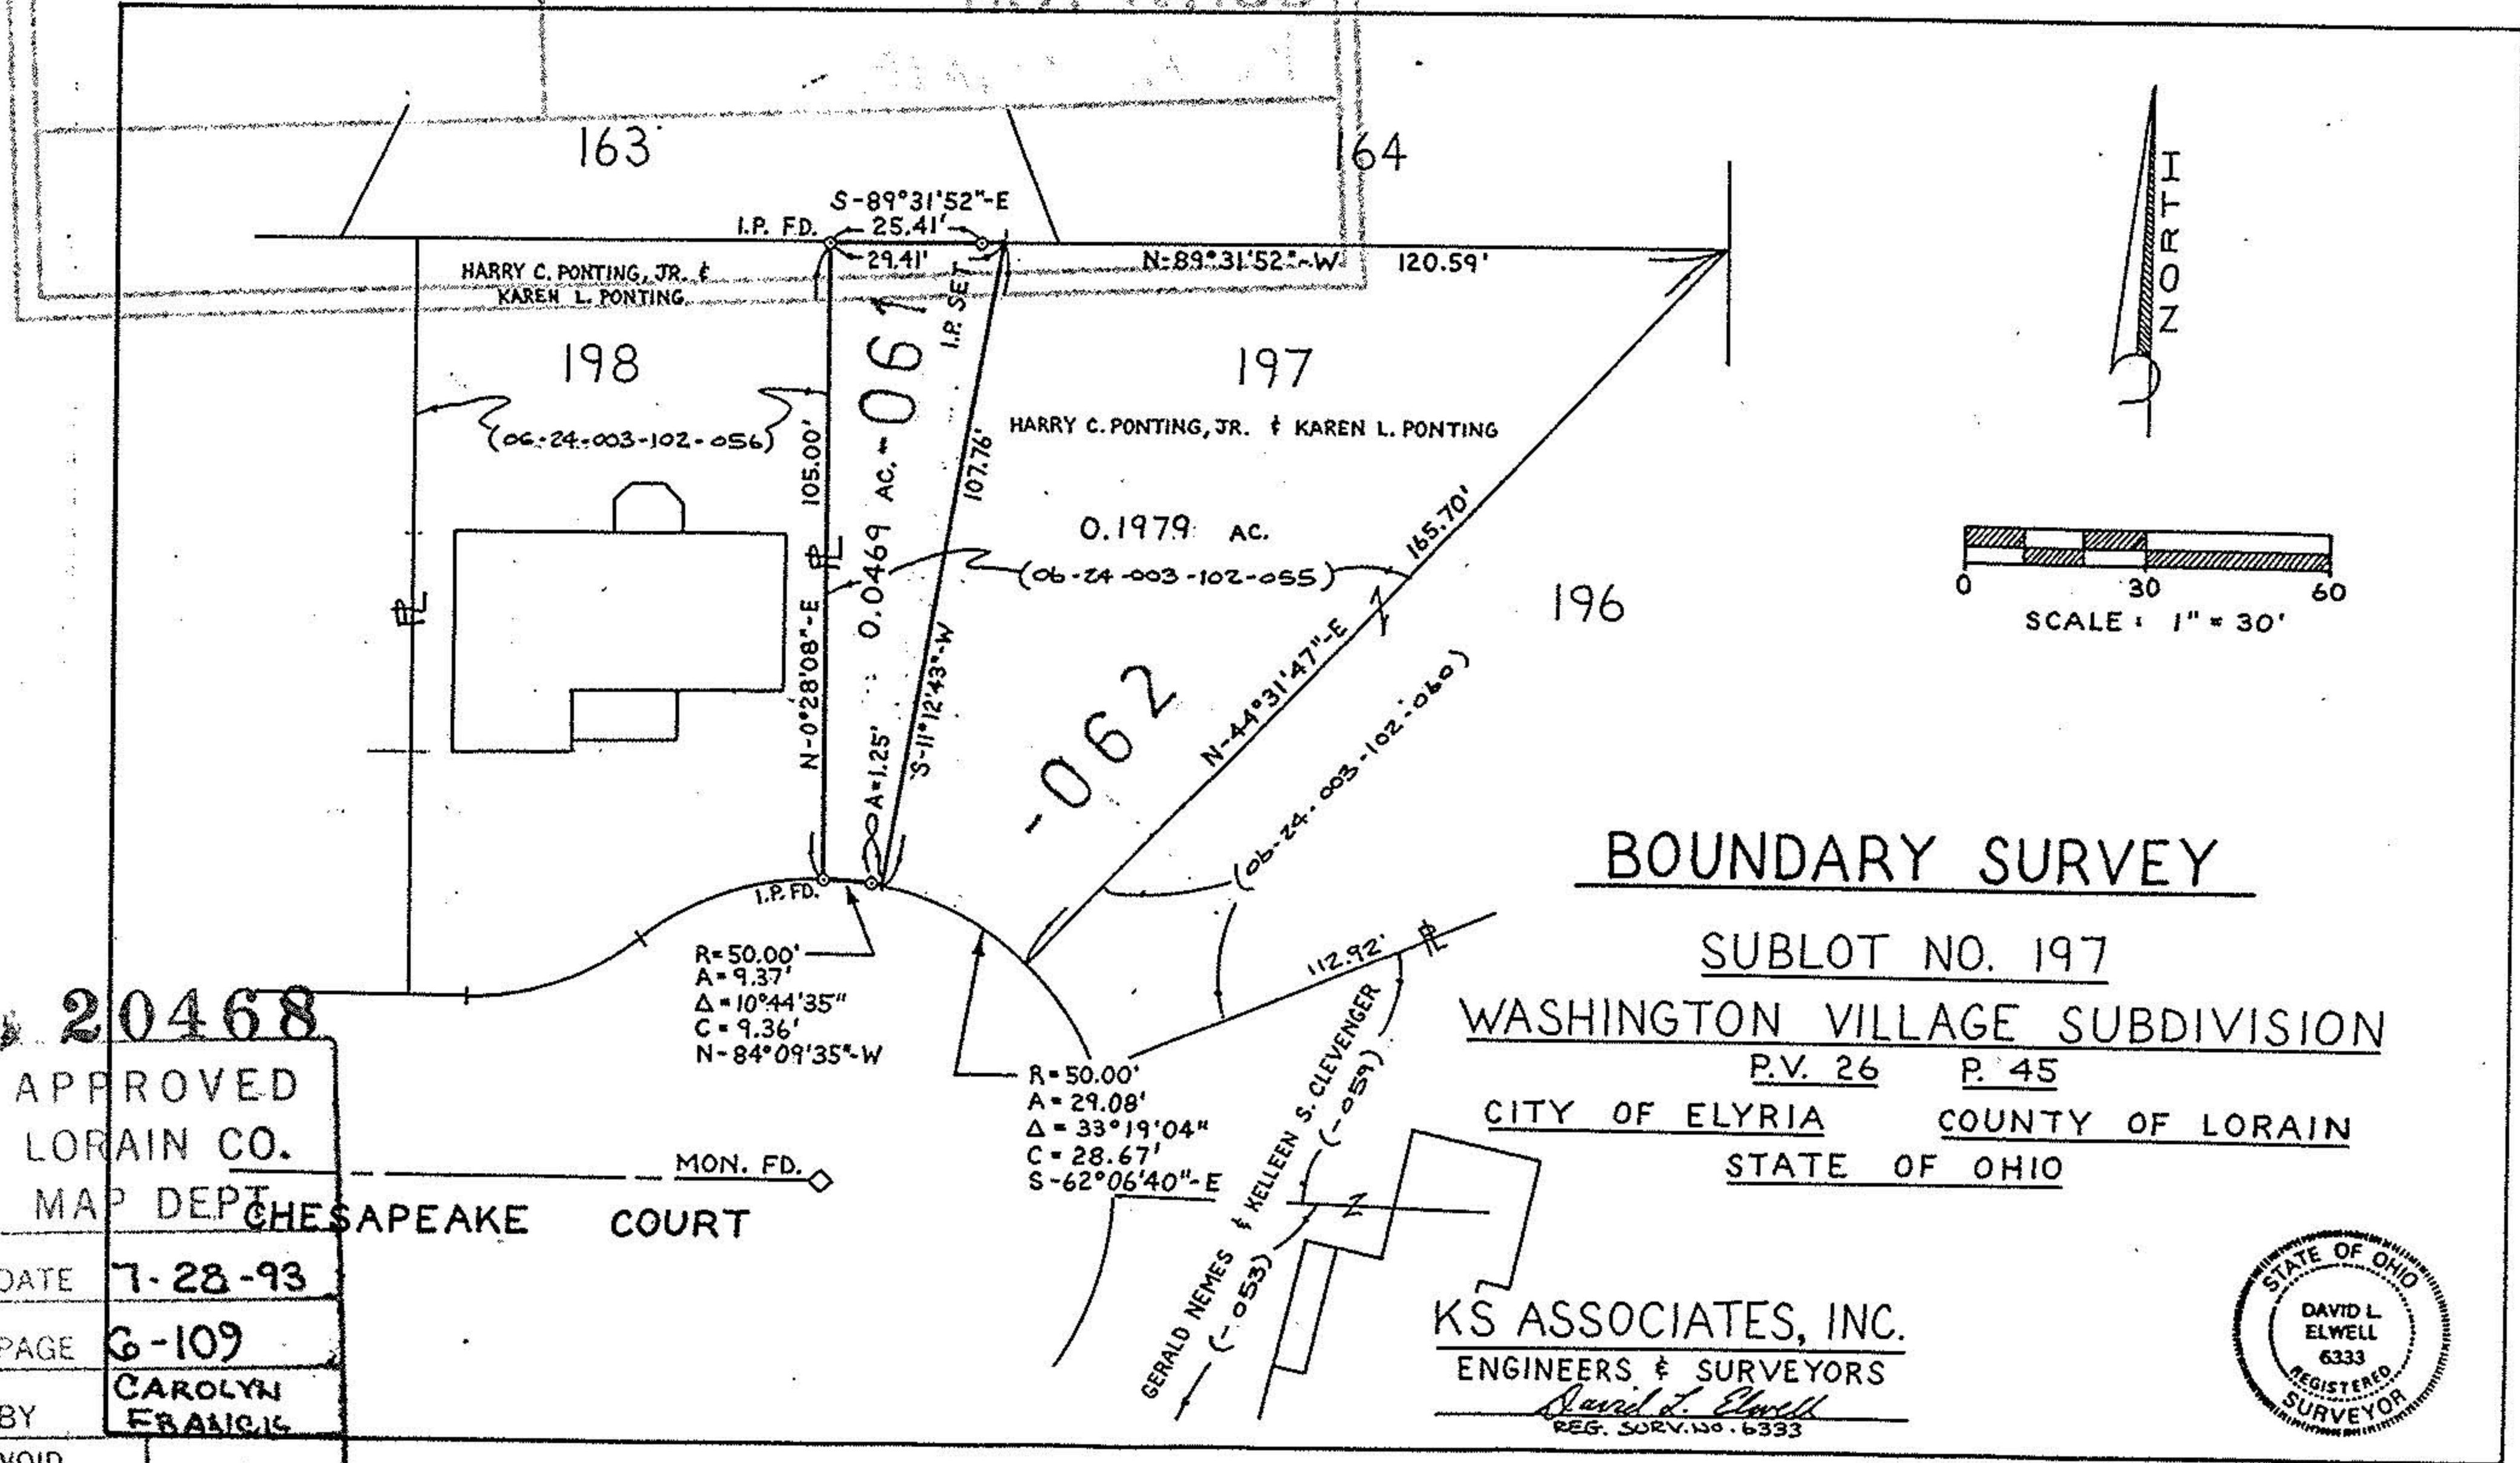 163
164
S-89°31'52"-E
I.P. FD.
25.41'
29.41'
N-89°31'52"-W
120.59'
HARRY C. PONTING, JR. &
KAREN L. PONTING
I.P. SET
198
(06-24-003-102-056)
197
HARRY C. PONTING, JR. & KAREN L. PONTING
105.00'
N-0°28'08"-E
0.0469 AC. -061
107.76'
S-11°12'43"-W
A=1.25'
0.1979 AC.
(06-24-003-102-055)
165.70'
N-44°31'47"-E
196
-062
(06-24-003-102-060)
NORTH
0 30 60
SCALE: 1" = 30'
I.P. FD.
R=50.00'
A=9.37'
Δ=10°44'35"
C=9.36'
N-84°09'35"-W
112.92'
R=50.00'
A=29.08'
Δ=33°19'04"
C=28.67'
S-62°06'40"-E
GERALD NEMES & KELLEEN S. CLEVENGER
(-053)
(-059)
MON. FD.
CHESAPEAKE COURT
BOUNDARY SURVEY
SUBLOT NO. 197
WASHINGTON VILLAGE SUBDIVISION
P.V. 26 P. 45
CITY OF ELYRIA COUNTY OF LORAIN
STATE OF OHIO
KS ASSOCIATES, INC.
ENGINEERS & SURVEYORS
David L. Elwell
REG. SURV. NO. 6333
STATE OF OHIO
DAVID L.
ELWELL
6333
REGISTERED
SURVEYOR
20468
APPROVED
LORAIN CO.
MAP DEPT
DATE 7-28-93
PAGE 6-109
BY CAROLYN
VOID